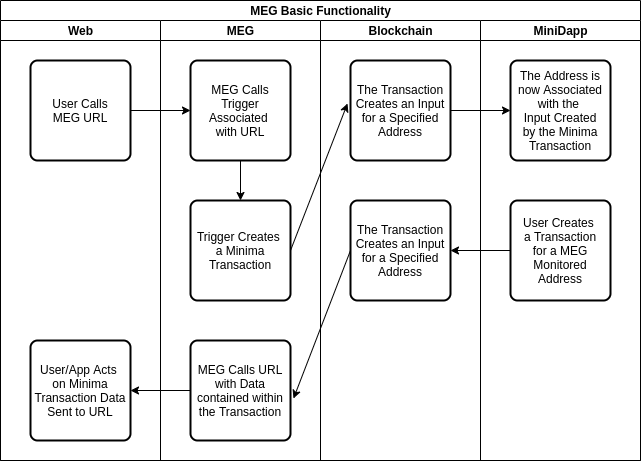 MEG Basic Functionality
Web
MEG
Blockchain
MiniDapp
User Calls
MEG URL
MEG Calls
Trigger
Associated
with URL
The Transaction
Creates an Input
for a Specified
Address
The Address is
now Associated
with the
Input Created
by the Minima
Transaction
Trigger Creates
a Minima
Transaction
The Transaction
Creates an Input
for a Specified
Address
User Creates
a Transaction
for a MEG
Monitored
Address
User/App Acts
on Minima
Transaction Data
Sent to URL
MEG Calls URL
with Data
contained within
the Transaction